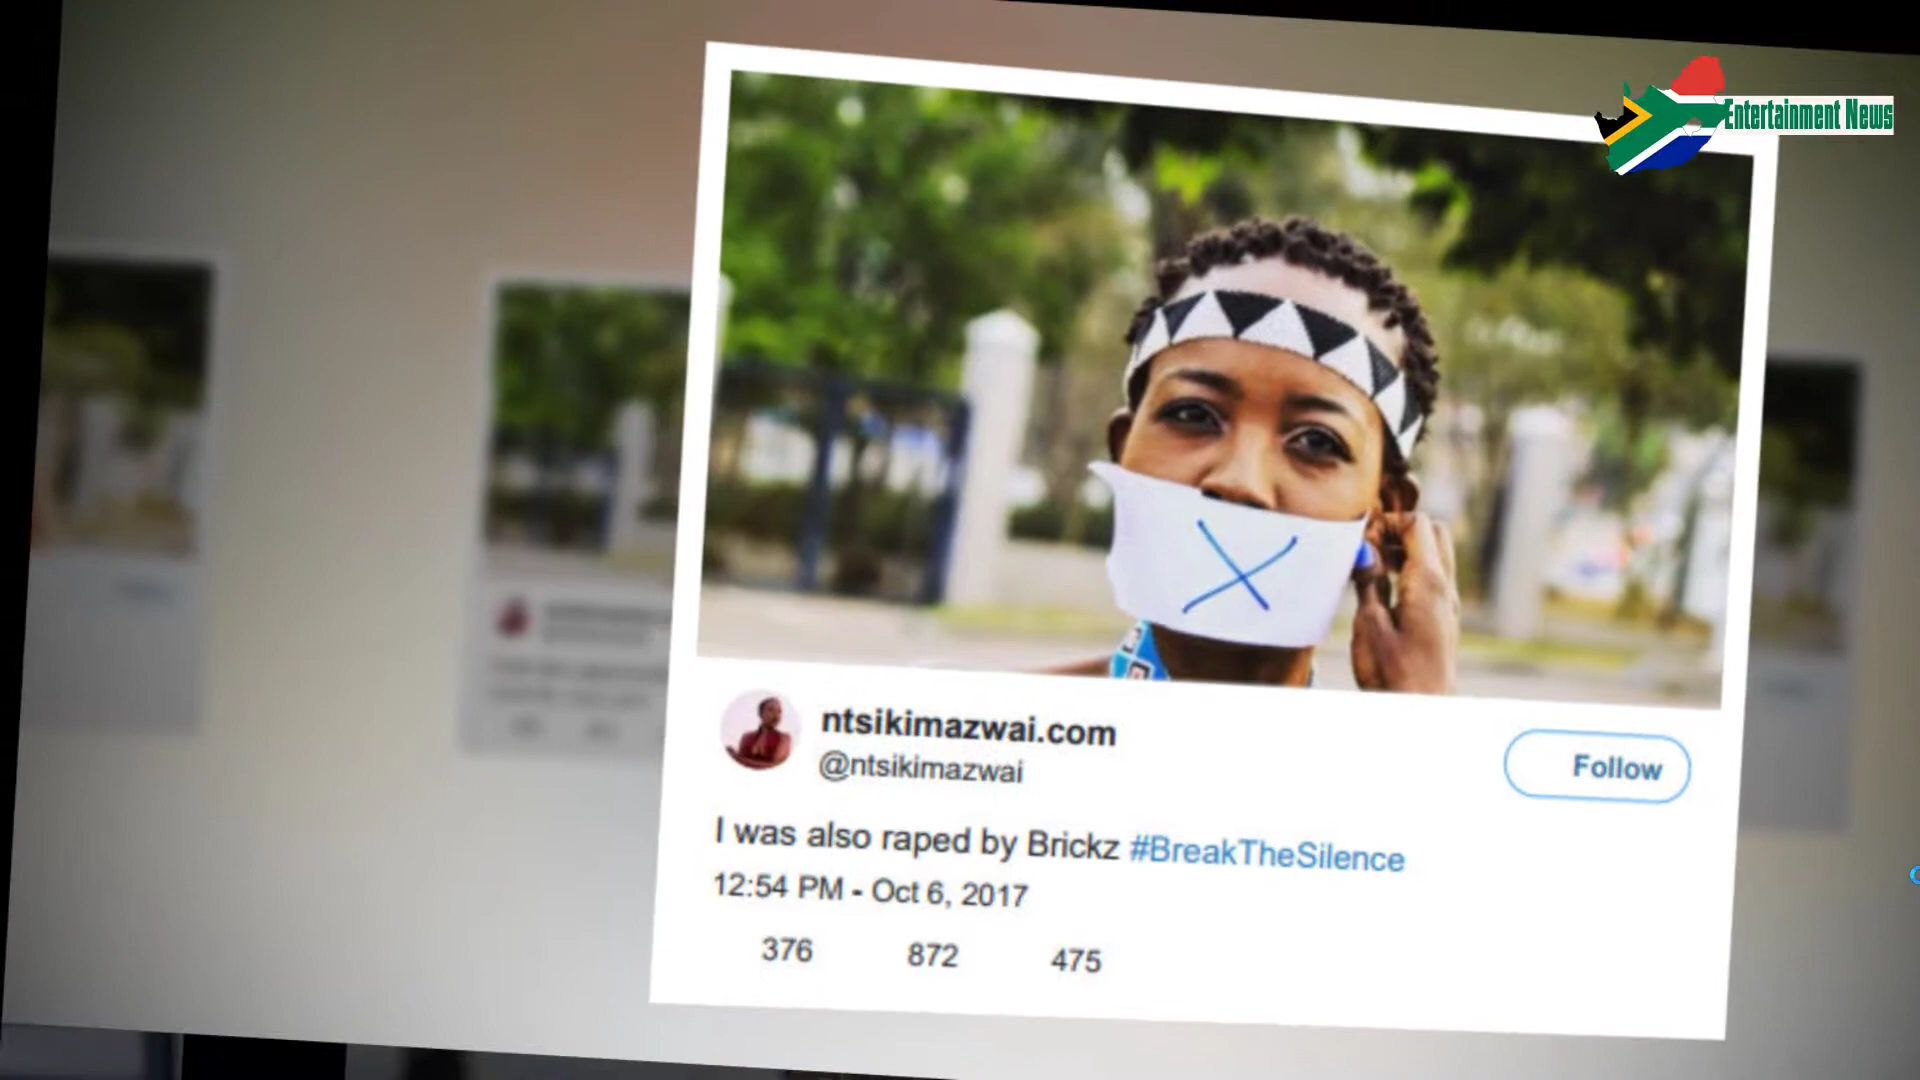 Entertainment News
X
ntsikimazwai.com
@ntsikimazwai
Follow
I was also raped by Brickz #BreakTheSilence
12:54 PM - Oct 6, 2017
376 872 475